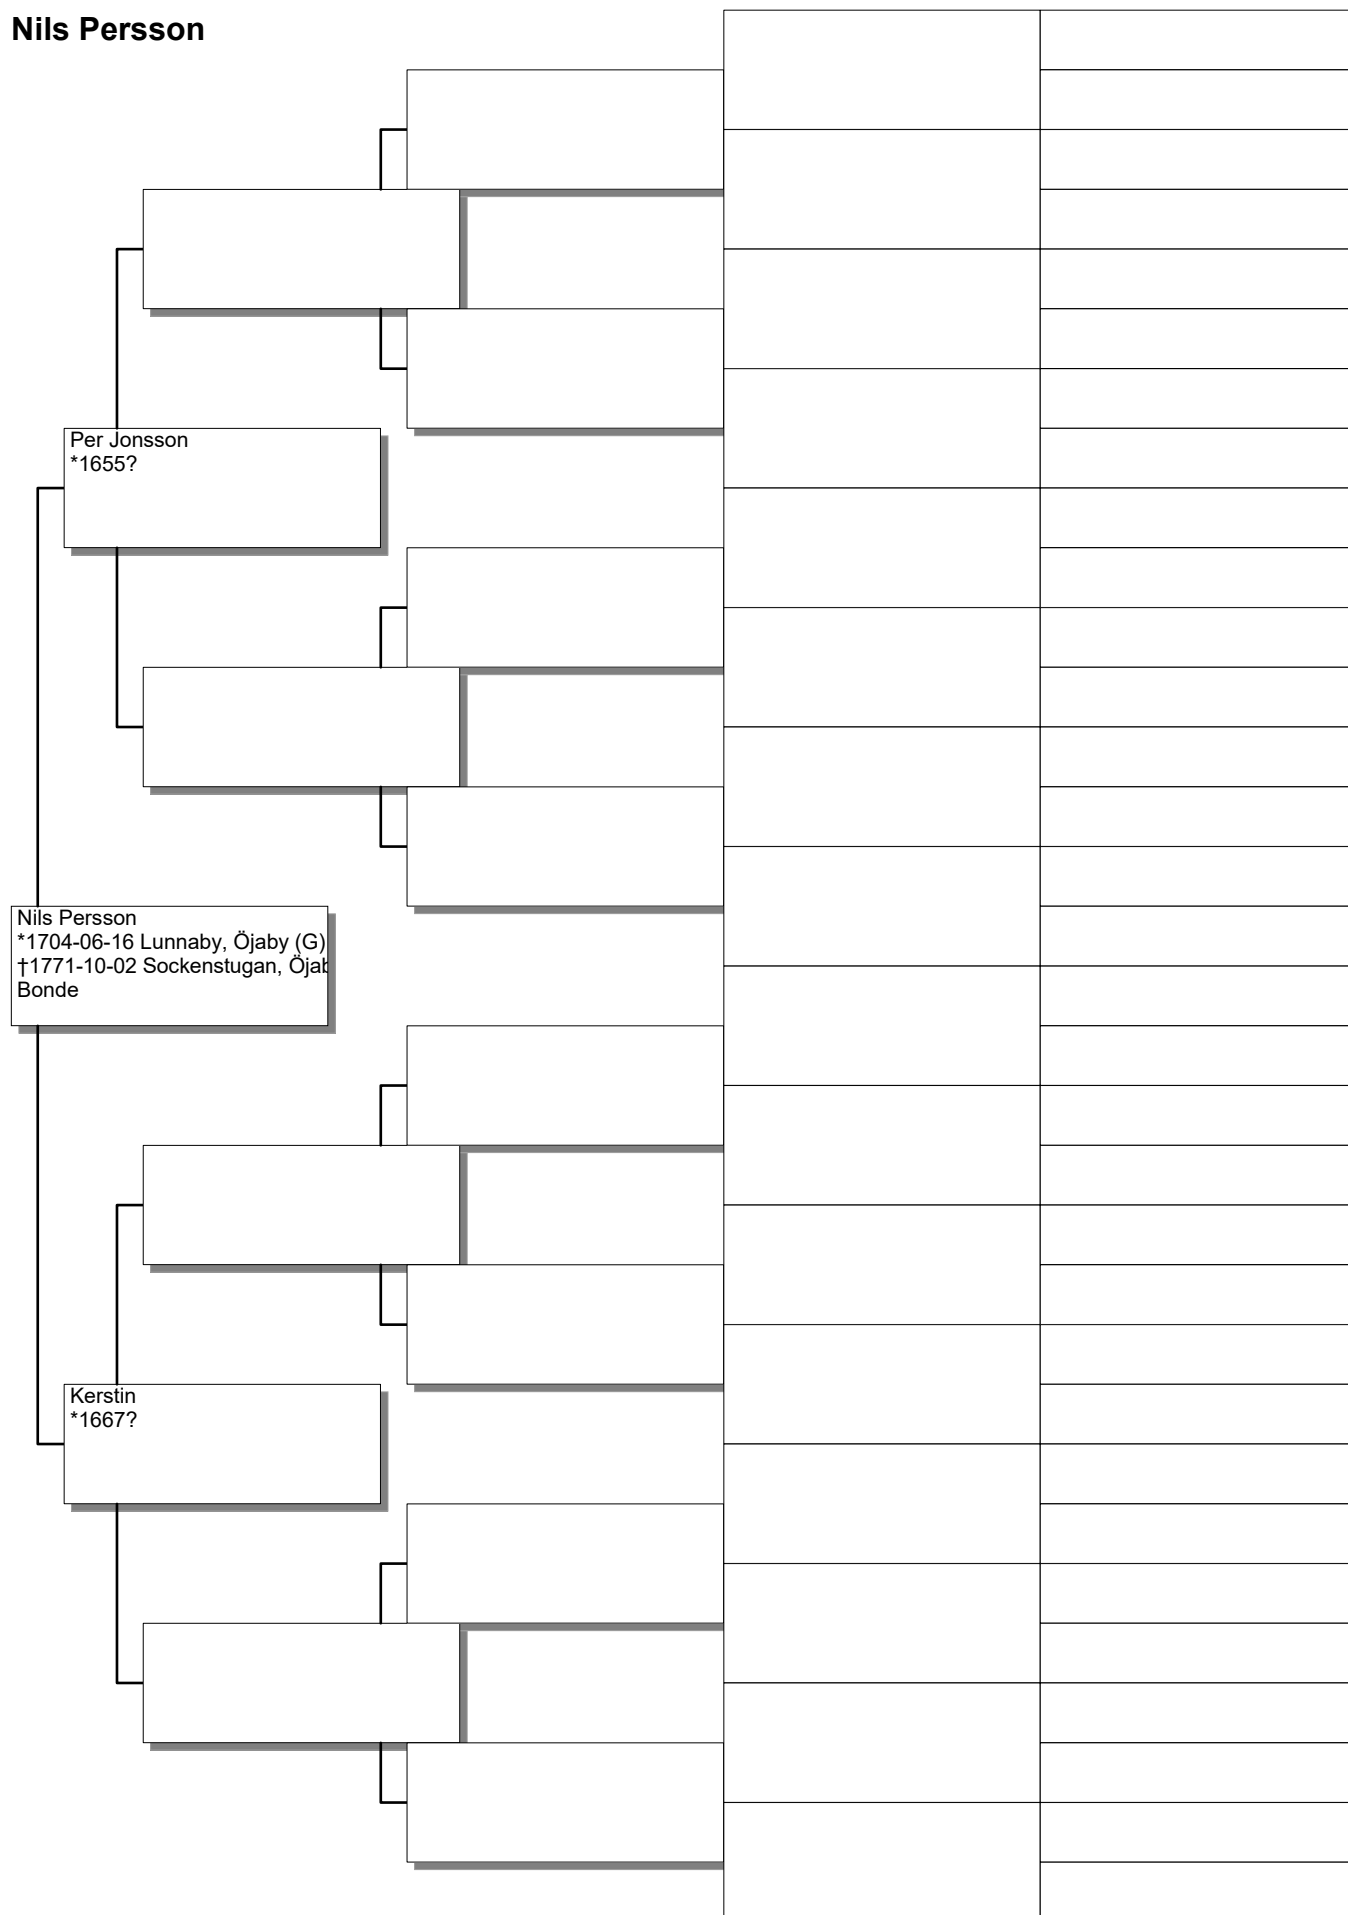 Nils Persson
Per Jonsson
*1655?
Nils Persson
*1704-06-16 Lunnaby, Öjaby (G)
†1771-10-02 Sockenstugan, Öjab
Bonde
Kerstin
*1667?